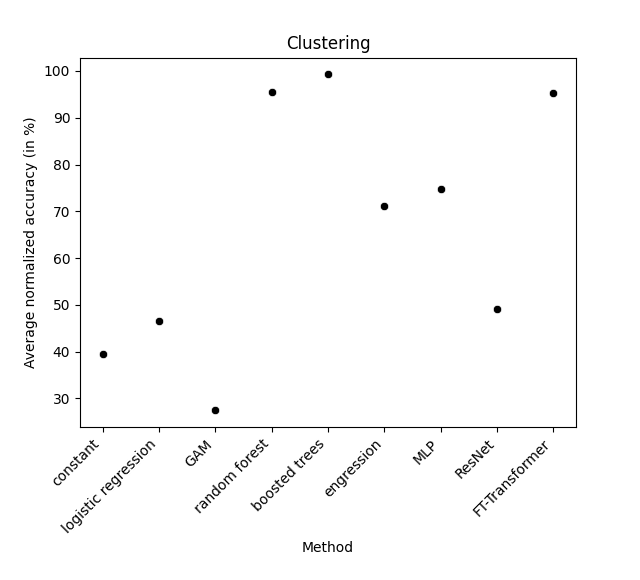 Clustering
Average normalized accuracy (in %)
100
90
80
70
60
50
40
30
constant
logistic regression
GAM
random forest
boosted trees
engression
MLP
ResNet
FT-Transformer
Method